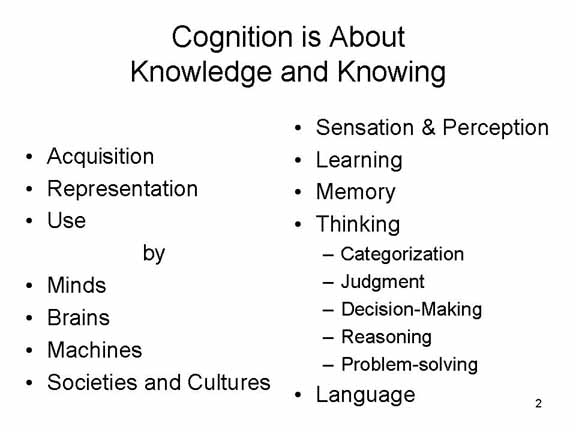 Cognition is About
Knowledge and Knowing
• Acquisition
• Representation
• Use
by
• Minds
• Brains
• Machines
• Societies and Cultures
• Sensation & Perception
• Learning
• Memory
• Thinking
– Categorization
– Judgment
– Decision-Making
– Reasoning
– Problem-solving
• Language
2